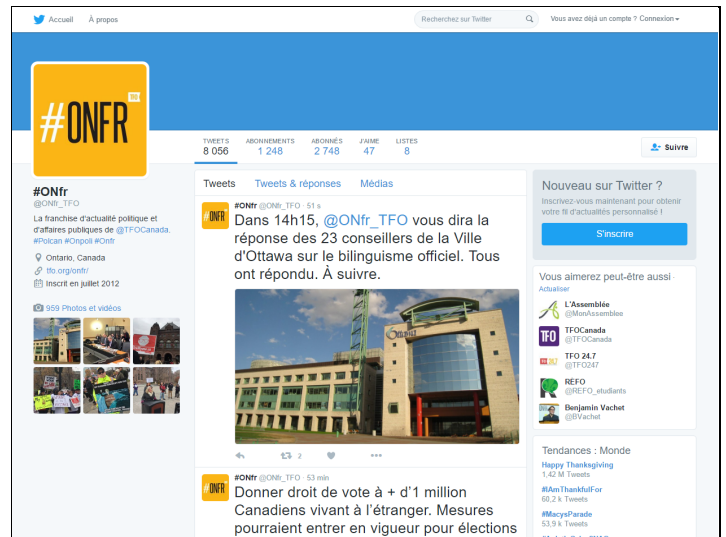 Accueil À propos Recherchez sur Twitter Vous avez déjà un compte ? Connexion
#ONFR TFO
TWEETS ABONNEMENTS ABONNÉS J'AIME LISTES
8 056 1 248 2 748 47 8
Suivre
#ONfr
@ONfr_TFO
La franchise d'actualité politique et
d'affaires publiques de @TFOCanada.
#Polcan #Onpoli #Onfr
Ontario, Canada
tfo.org/onfr/
Inscrit en juillet 2012
959 Photos et vidéos
Tweets Tweets & réponses Médias
#ONFR
#ONfr @ONfr_TFO · 51 s
Dans 14h15, @ONfr_TFO vous dira la
réponse des 23 conseillers de la Ville
d'Ottawa sur le bilinguisme officiel. Tous
ont répondu. À suivre.
Ottawa
2
#ONFR
#ONfr @ONfr_TFO · 53 min
Donner droit de vote à + d'1 million
Canadiens vivant à l'étranger. Mesures
pourraient entrer en vigueur pour élections
Nouveau sur Twitter ?
Inscrivez-vous maintenant pour obtenir
votre fil d'actualités personnalisé !
S'inscrire
Vous aimerez peut-être aussi ·
Actualiser
L'Assemblée
@MonAssemblee
TFO
TFOCanada
@TFOCanada
TFO 24.7
@TFO247
RÉFO
@REFO_etudiants
Benjamin Vachet
@BVachet
Tendances : Monde
Happy Thanksgiving
1,42 M Tweets
#IAmThankfulFor
60,2 k Tweets
#MacysParade
53,9 k Tweets